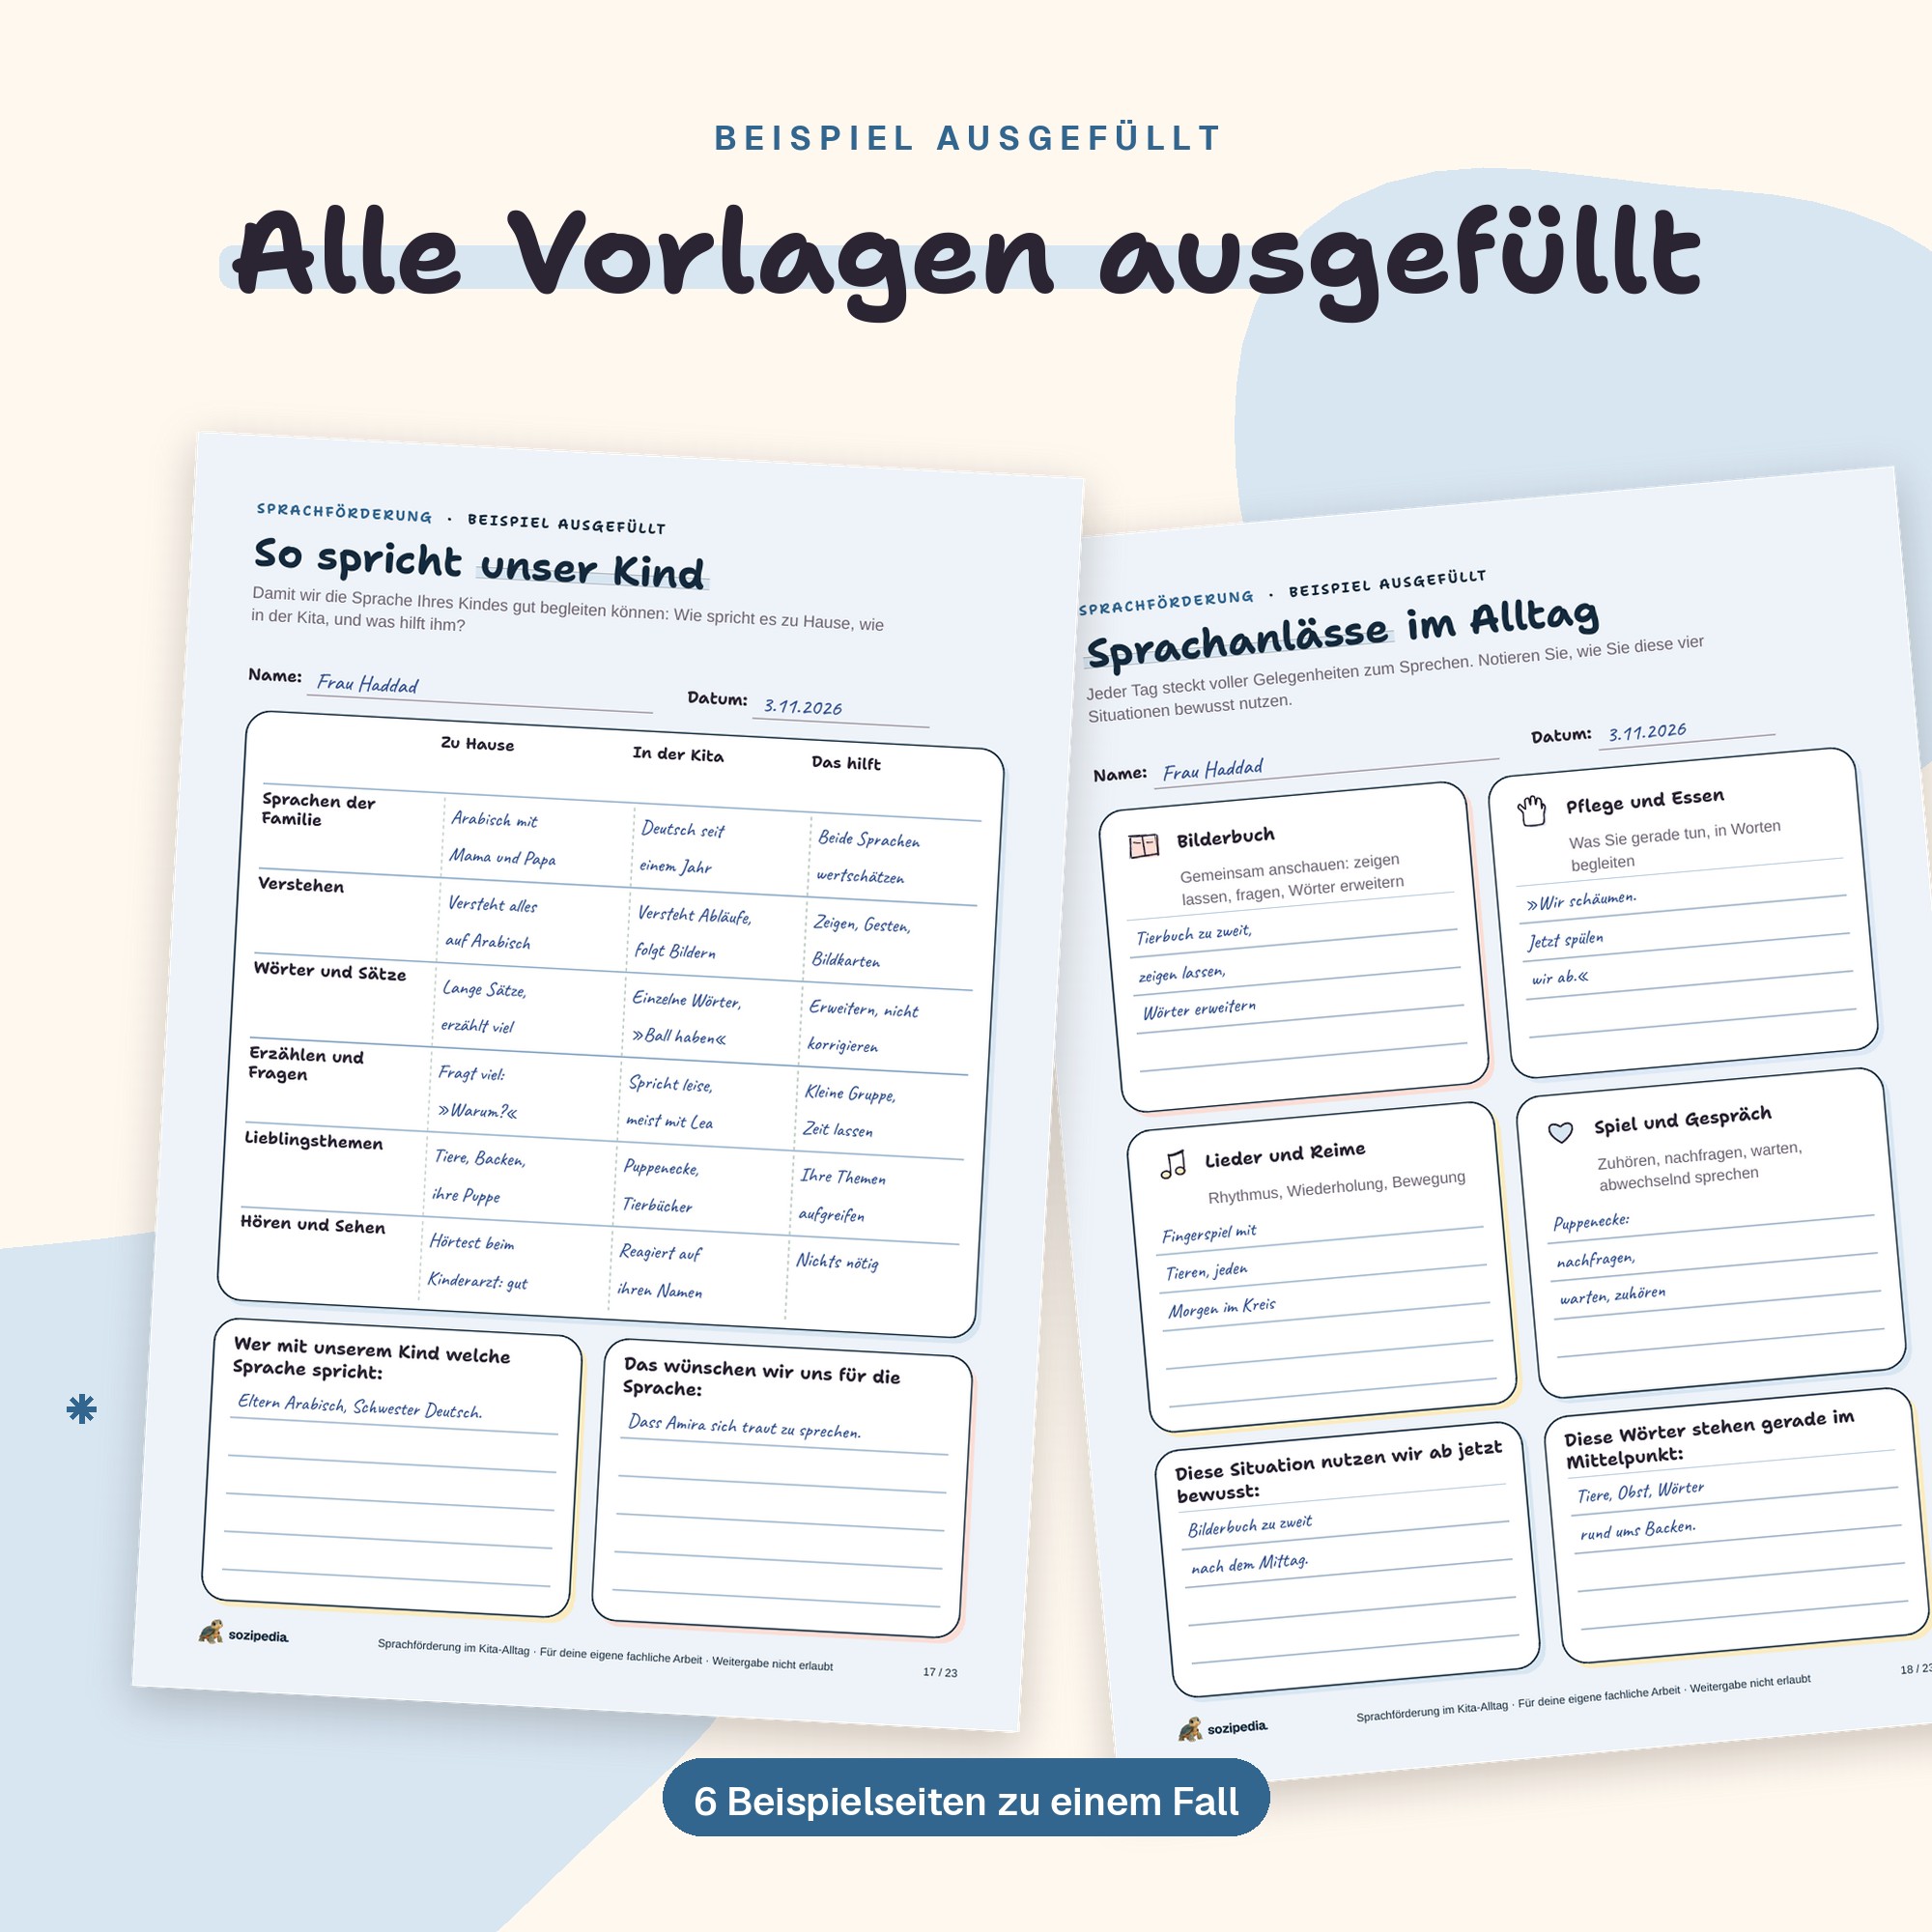 BEISPIEL AUSGEFÜLLT
Alle Vorlagen ausgefüllt
SPRACHFÖRDERUNG · BEISPIEL AUSGEFÜLLT
So spricht unser Kind
Damit wir die Sprache Ihres Kindes gut begleiten können: Wie spricht es zu Hause, wie
in der Kita, und was hilft ihm?
Name: Frau Haddad Datum: 3.11.2026
Zu Hause In der Kita Das hilft
Sprachen der
Familie
Arabisch mit
Mama und Papa
Deutsch seit
einem Jahr
Beide Sprachen
wertschätzen
Verstehen
Versteht alles
auf Arabisch
Versteht Abläufe,
folgt Bildern
Zeigen, Gesten,
Bildkarten
Wörter und Sätze
Lange Sätze,
erzählt viel
Einzelne Wörter,
»Ball haben«
Erweitern, nicht
korrigieren
Erzählen und
Fragen
Fragt viel:
»Warum?«
Spricht leise,
meist mit Lea
Kleine Gruppe,
Zeit lassen
Lieblingsthemen
Tiere, Backen,
ihre Puppe
Puppenecke,
Tierbücher
Ihre Themen
aufgreifen
Hören und Sehen
Hörtest beim
Kinderarzt: gut
Reagiert auf
ihren Namen
Nichts nötig
Wer mit unserem Kind welche
Sprache spricht:
Eltern Arabisch, Schwester Deutsch.
Das wünschen wir uns für die
Sprache:
Dass Amira sich traut zu sprechen.
sozipedia.
Sprachförderung im Kita-Alltag · Für deine eigene fachliche Arbeit · Weitergabe nicht erlaubt
17 / 23
SPRACHFÖRDERUNG · BEISPIEL AUSGEFÜLLT
Sprachanlässe im Alltag
Jeder Tag steckt voller Gelegenheiten zum Sprechen. Notieren Sie, wie Sie diese vier
Situationen bewusst nutzen.
Name: Frau Haddad Datum: 3.11.2026
Bilderbuch
Gemeinsam anschauen: zeigen
lassen, fragen, Wörter erweitern
Tierbuch zu zweit,
zeigen lassen,
Wörter erweitern
Pflege und Essen
Was Sie gerade tun, in Worten
begleiten
»Wir schäumen.
Jetzt spülen
wir ab.«
Lieder und Reime
Rhythmus, Wiederholung, Bewegung
Fingerspiel mit
Tieren, jeden
Morgen im Kreis
Spiel und Gespräch
Zuhören, nachfragen, warten,
abwechselnd sprechen
Puppenecke:
nachfragen,
warten, zuhören
Diese Situation nutzen wir ab jetzt
bewusst:
Bilderbuch zu zweit
nach dem Mittag.
Diese Wörter stehen gerade im
Mittelpunkt:
Tiere, Obst, Wörter
rund ums Backen.
sozipedia.
Sprachförderung im Kita-Alltag · Für deine eigene fachliche Arbeit · Weitergabe nicht erlaubt
18 / 23
6 Beispielseiten zu einem Fall